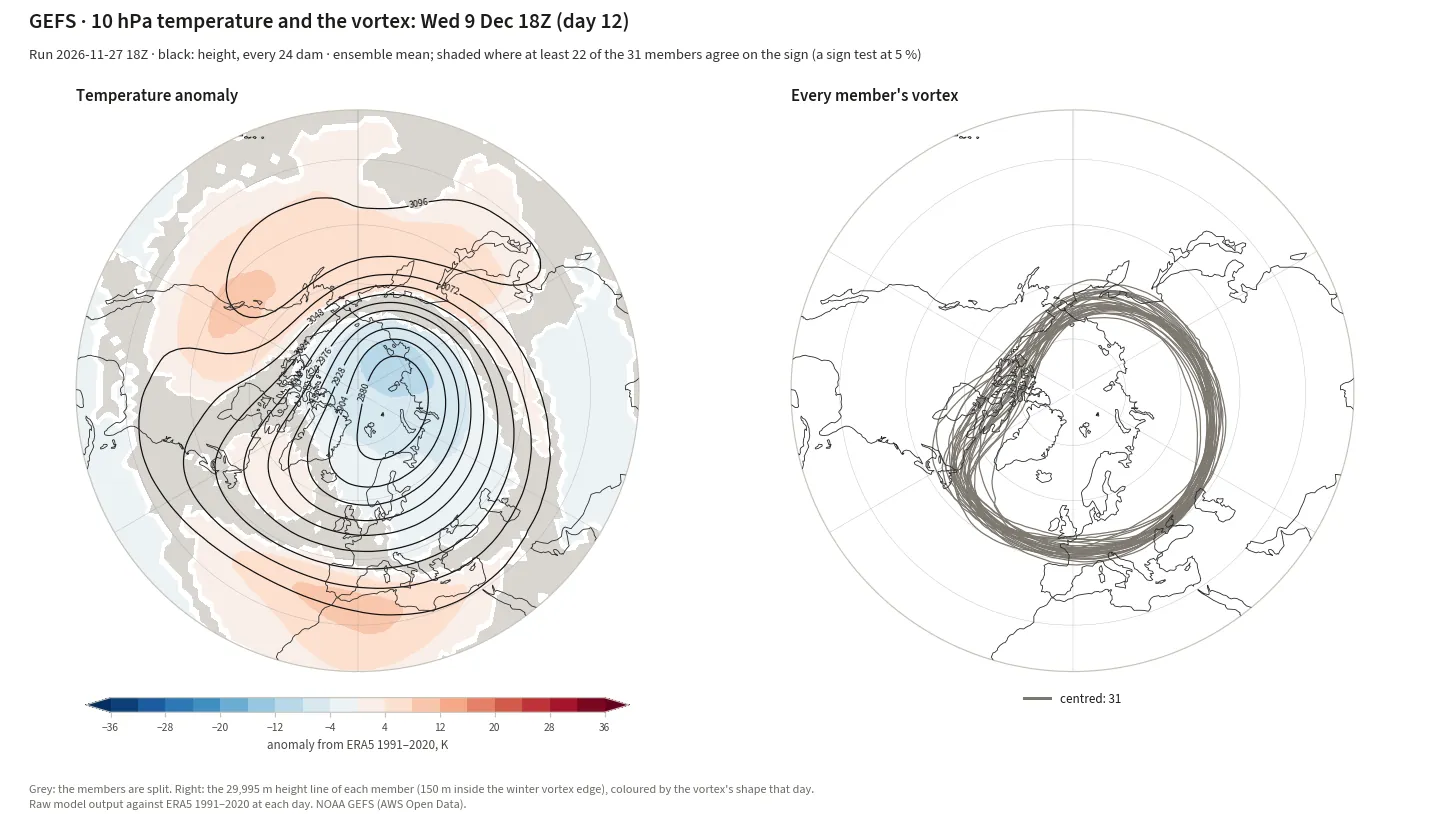 GEFS · 10 hPa temperature and the vortex: Wed 9 Dec 18Z (day 12)
Run 2026-11-27 18Z · black: height, every 24 dam · ensemble mean; shaded where at least 22 of the 31 members agree on the sign (a sign test at 5 %)
Temperature anomaly
Every member's vortex
3096
3072
3048
2976
2928
2880
centred: 31
−36 −28 −20 −12 −4 4 12 20 28 36
anomaly from ERA5 1991–2020, K
Grey: the members are split. Right: the 29,995 m height line of each member (150 m inside the winter vortex edge), coloured by the vortex's shape that day.
Raw model output against ERA5 1991–2020 at each day. NOAA GEFS (AWS Open Data).